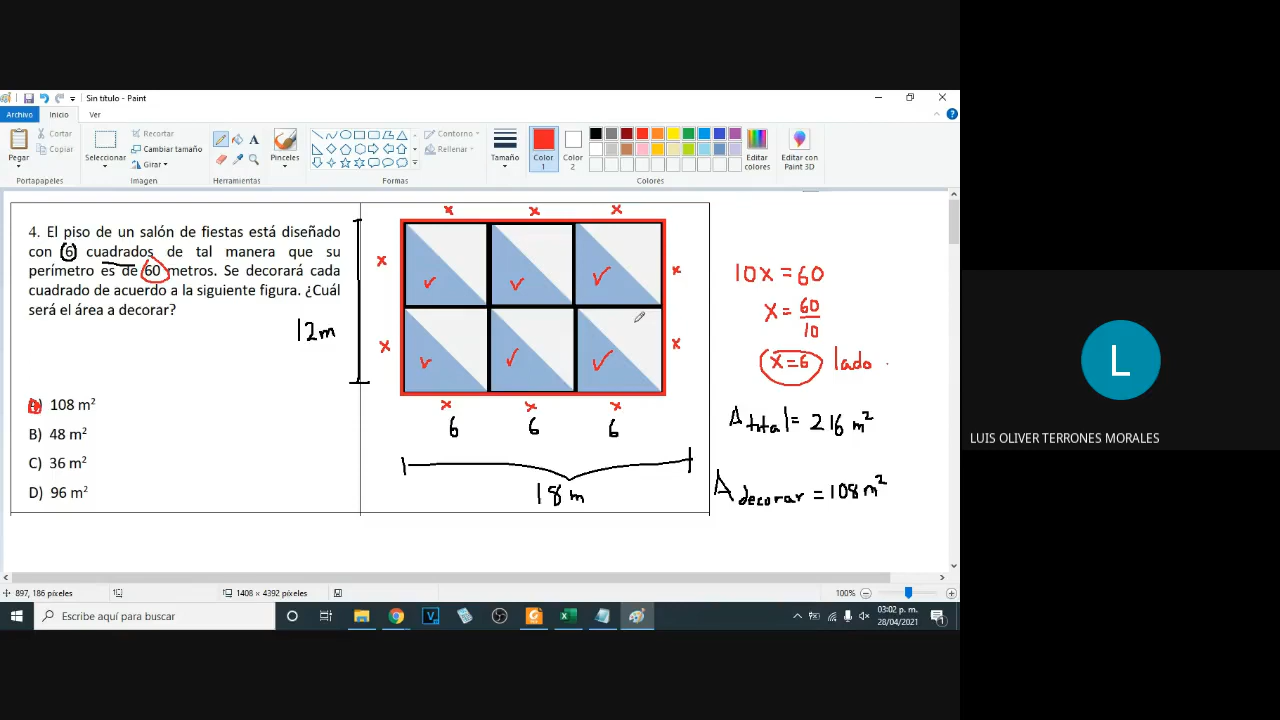 Sin título - Paint
Archivo
Inicio
Ver
Pegar
Cortar
Copiar
Portapapeles
Seleccionar
Recortar
Cambiar tamaño
Girar
Imagen
A
Herramientas
Pinceles
Contorno
Rellenar
Formas
Tamaño
Color
1
Color
2
Editar
colores
Editar con
Paint 3D
Colores
4. El piso de un salón de fiestas está diseñado
con 6 cuadrados de tal manera que su
perímetro es de 60 metros. Se decorará cada
cuadrado de acuerdo a la siguiente figura. ¿Cuál
será el área a decorar?
A) 108 m²
B) 48 m²
C) 36 m²
D) 96 m²
12m
x x x
x x
x x
x x x
6 6 6
18 m
10x = 60
x = 60
10
x=6 lado
A total = 216 m²
A decorar = 108 m²
L
LUIS OLIVER TERRONES MORALES
897, 186 píxeles
1408 × 4392 píxeles
100%
Escribe aquí para buscar
03:02 p. m.
28/04/2021
1